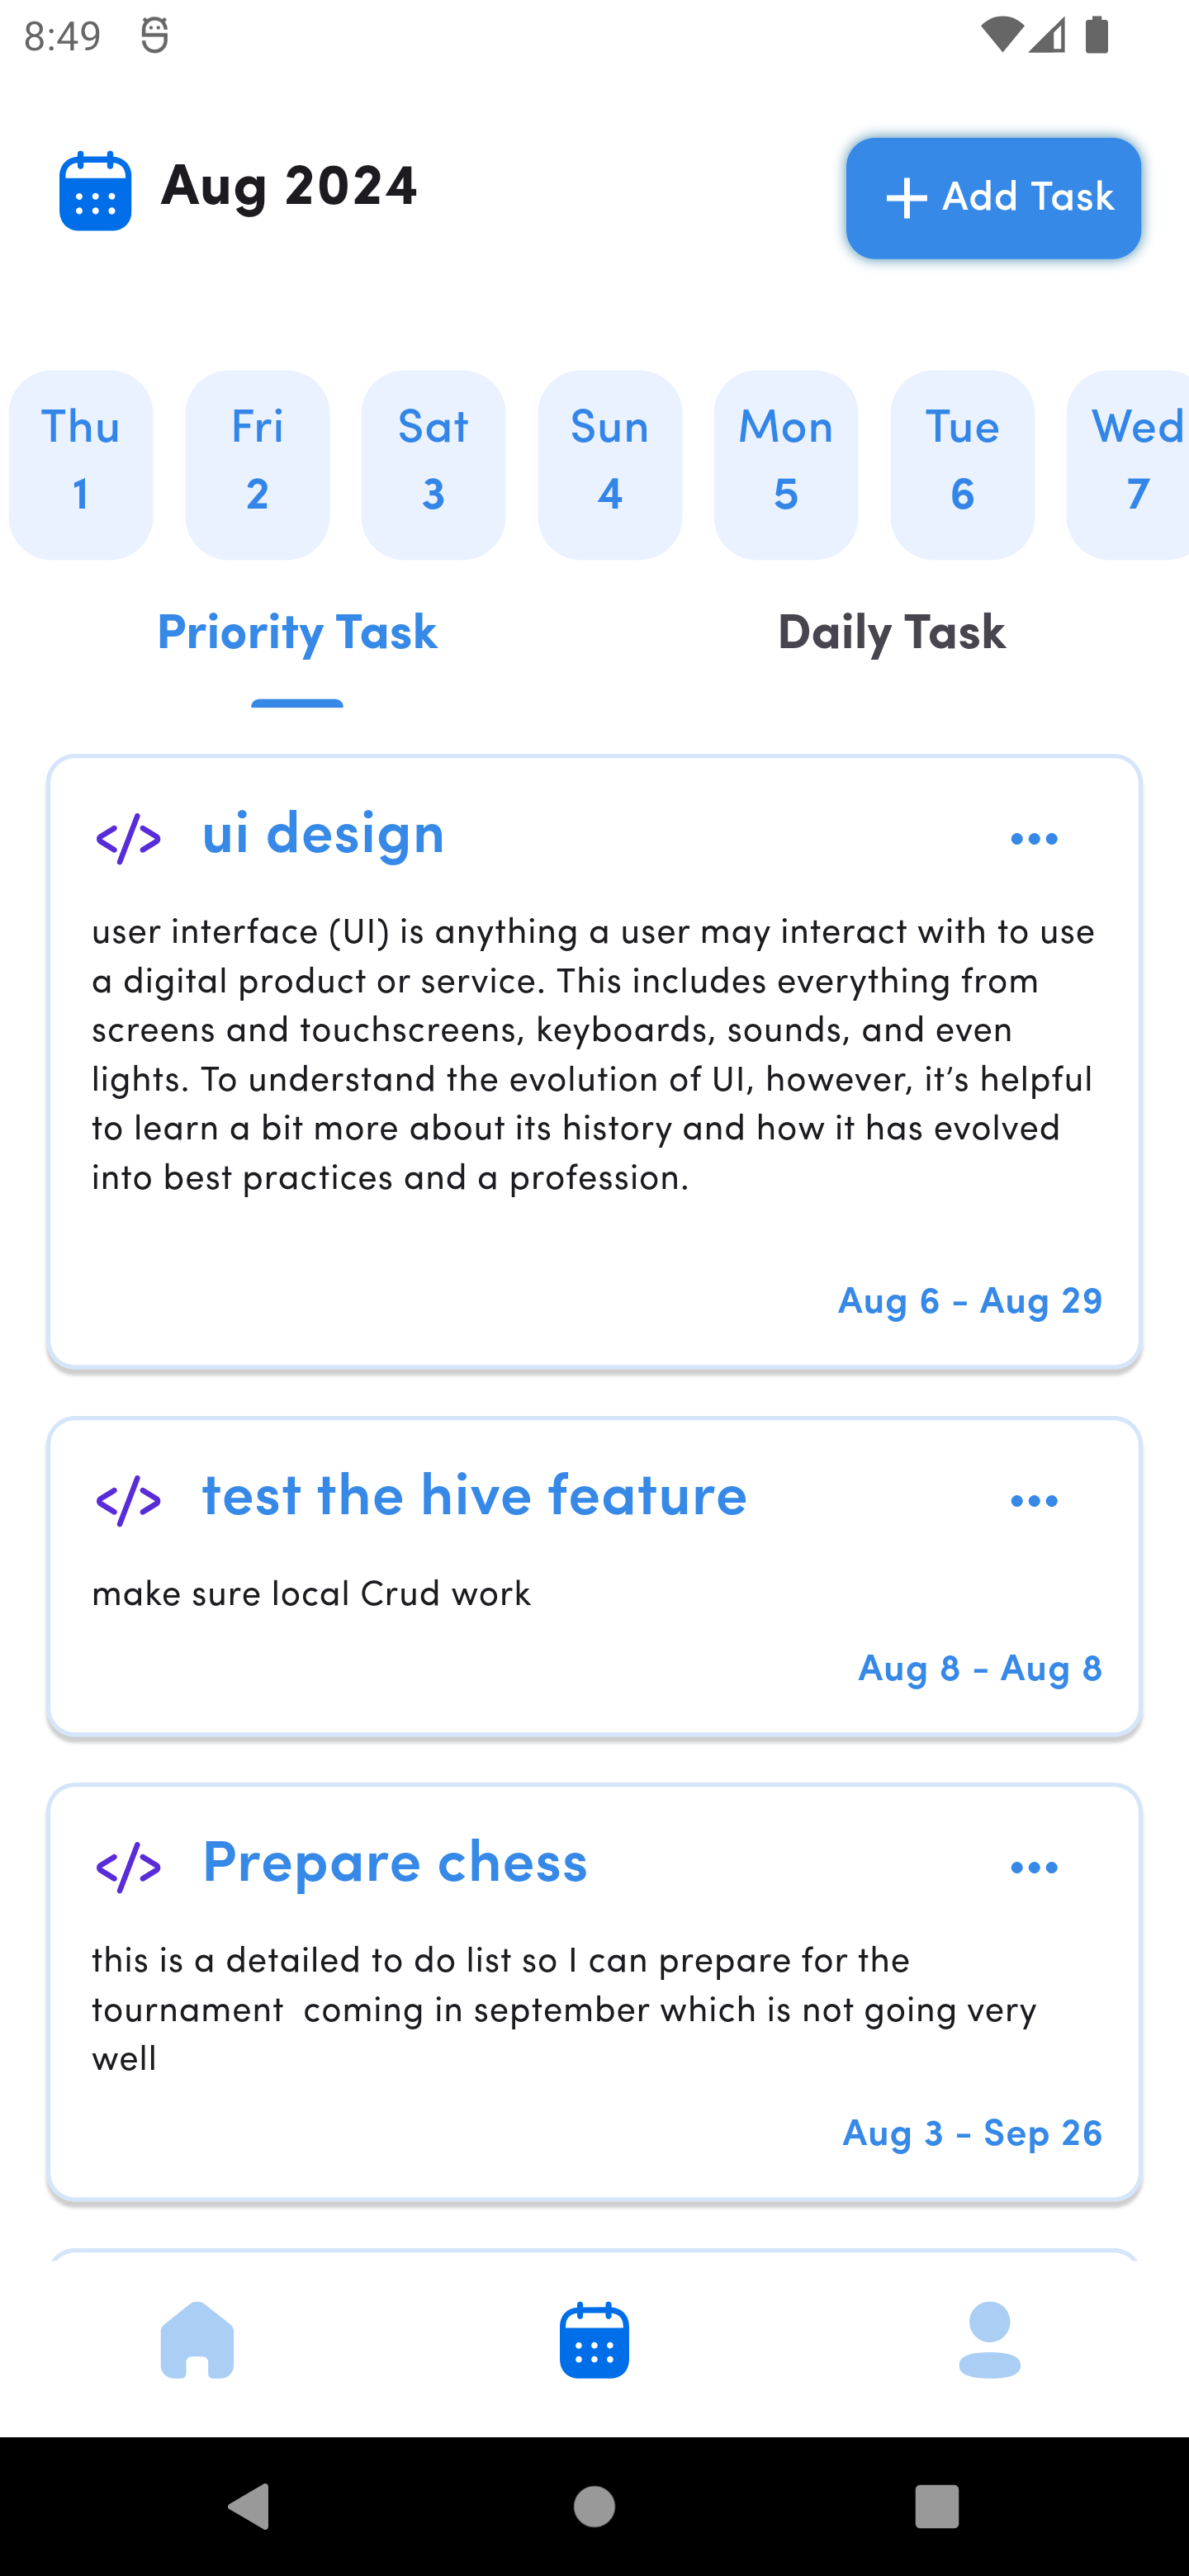 8:49
Aug 2024
Add Task
Thu Fri Sat Sun Mon Tue Wed
1 2 3 4 5 6 7
Priority Task Daily Task
ui design
user interface (UI) is anything a user may interact with to use
a digital product or service. This includes everything from
screens and touchscreens, keyboards, sounds, and even
lights. To understand the evolution of UI, however, it’s helpful
to learn a bit more about its history and how it has evolved
into best practices and a profession.
Aug 6 - Aug 29
test the hive feature
make sure local Crud work
Aug 8 - Aug 8
Prepare chess
this is a detailed to do list so I can prepare for the
tournament  coming in september which is not going very
well
Aug 3 - Sep 26